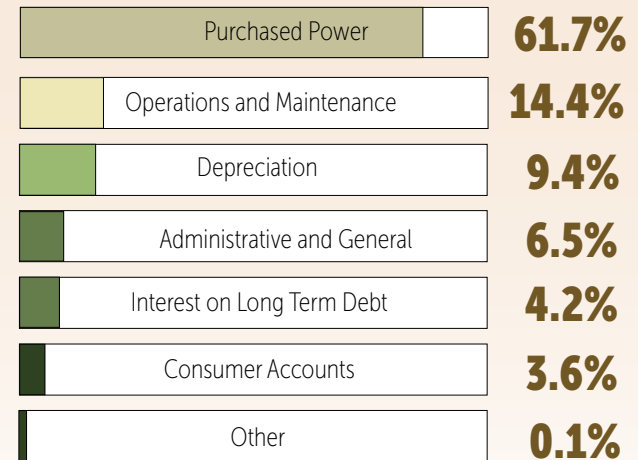 Purchased Power 61.7%
Operations and Maintenance 14.4%
Depreciation 9.4%
Administrative and General 6.5%
Interest on Long Term Debt 4.2%
Consumer Accounts 3.6%
Other 0.1%